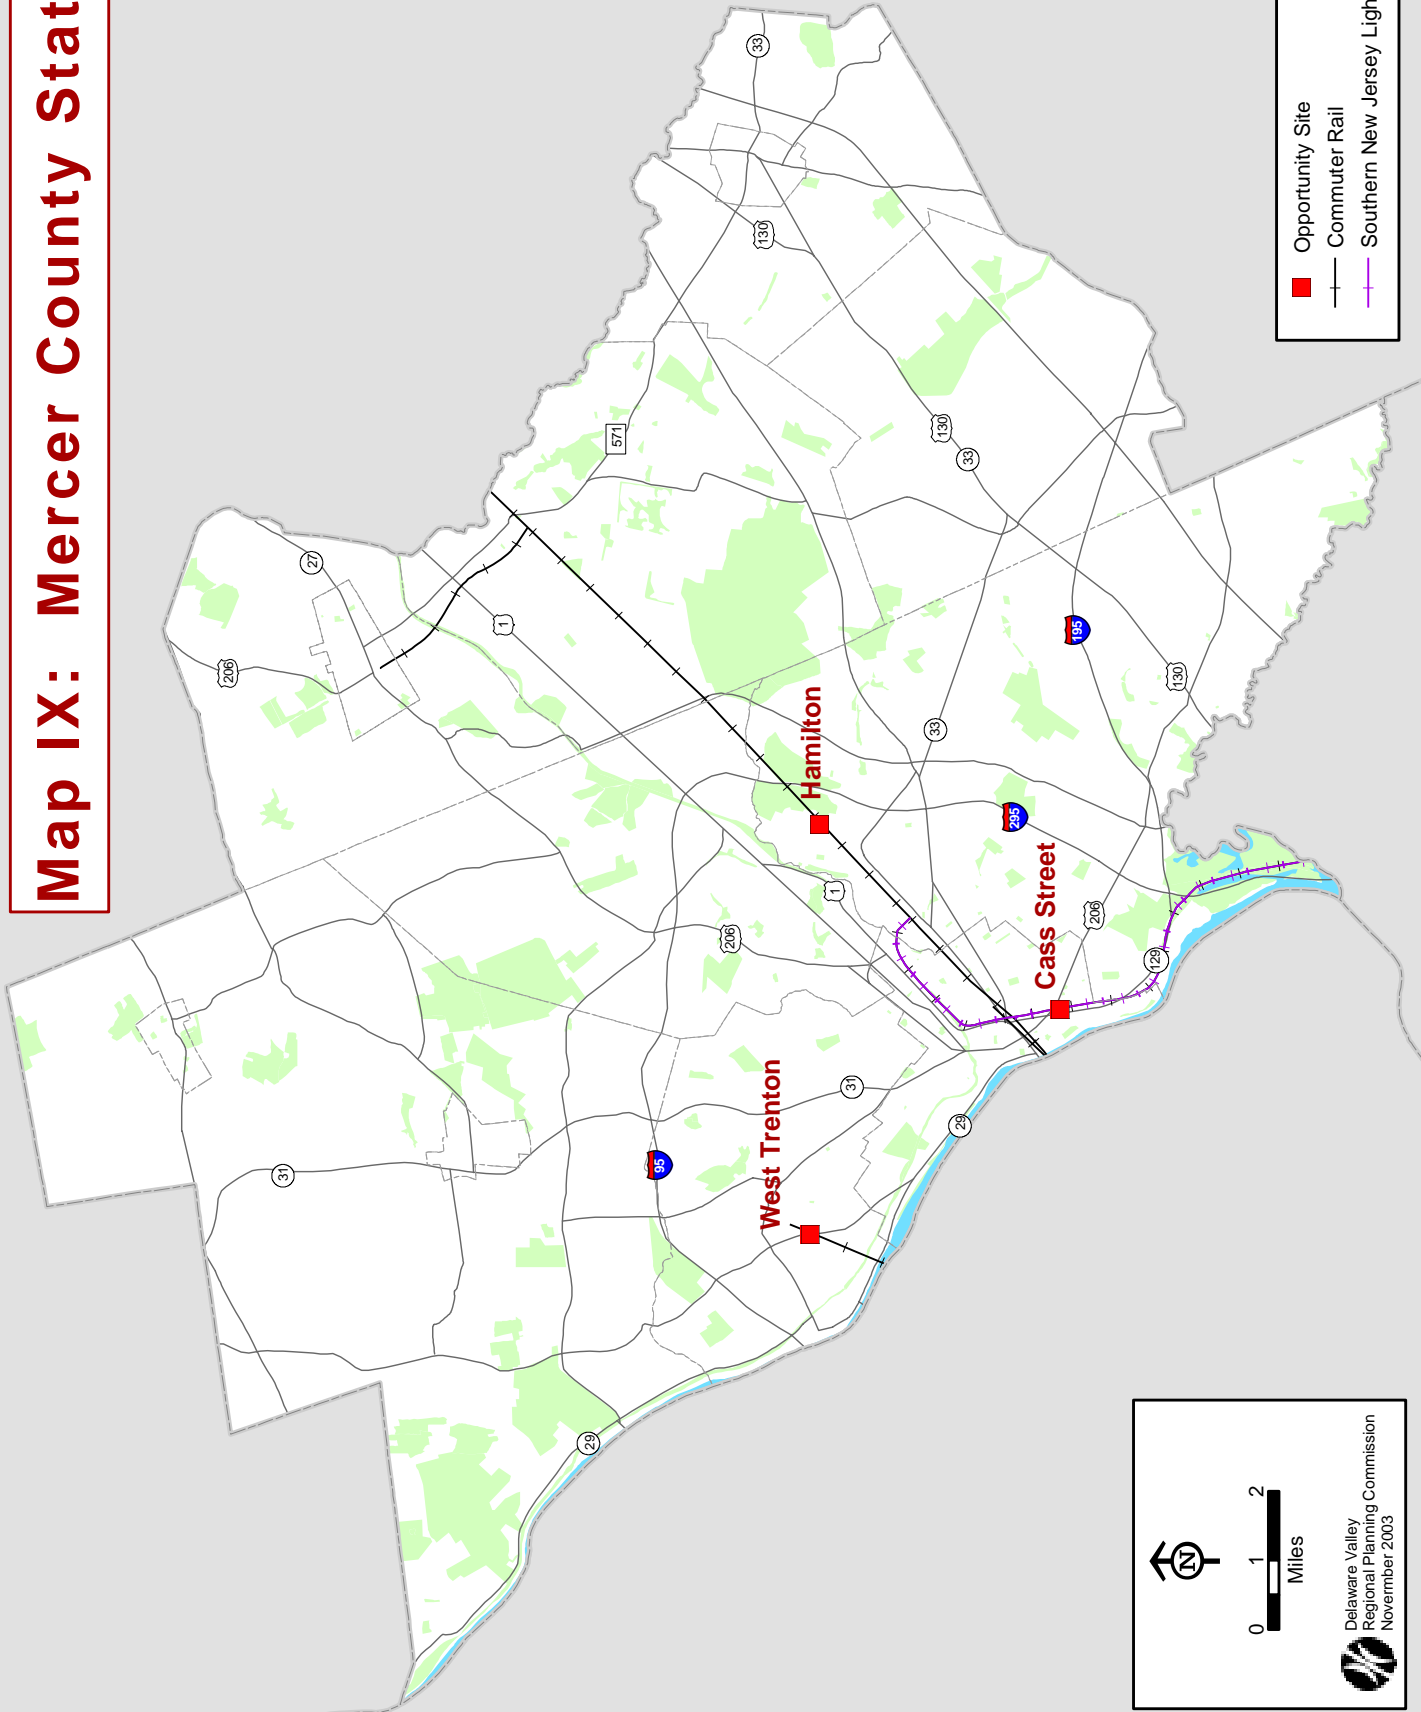 Map IX: Mercer County Stat
33
130
571
27
206
1
Hamilton
33
130
33
195
130
295
Cass Street
1
206
206
129
31
West Trenton
31
95
29
29
Opportunity Site
Commuter Rail
Southern New Jersey Ligh
N
0 1 2
Miles
Delaware Valley
Regional Planning Commission
Novermber 2003